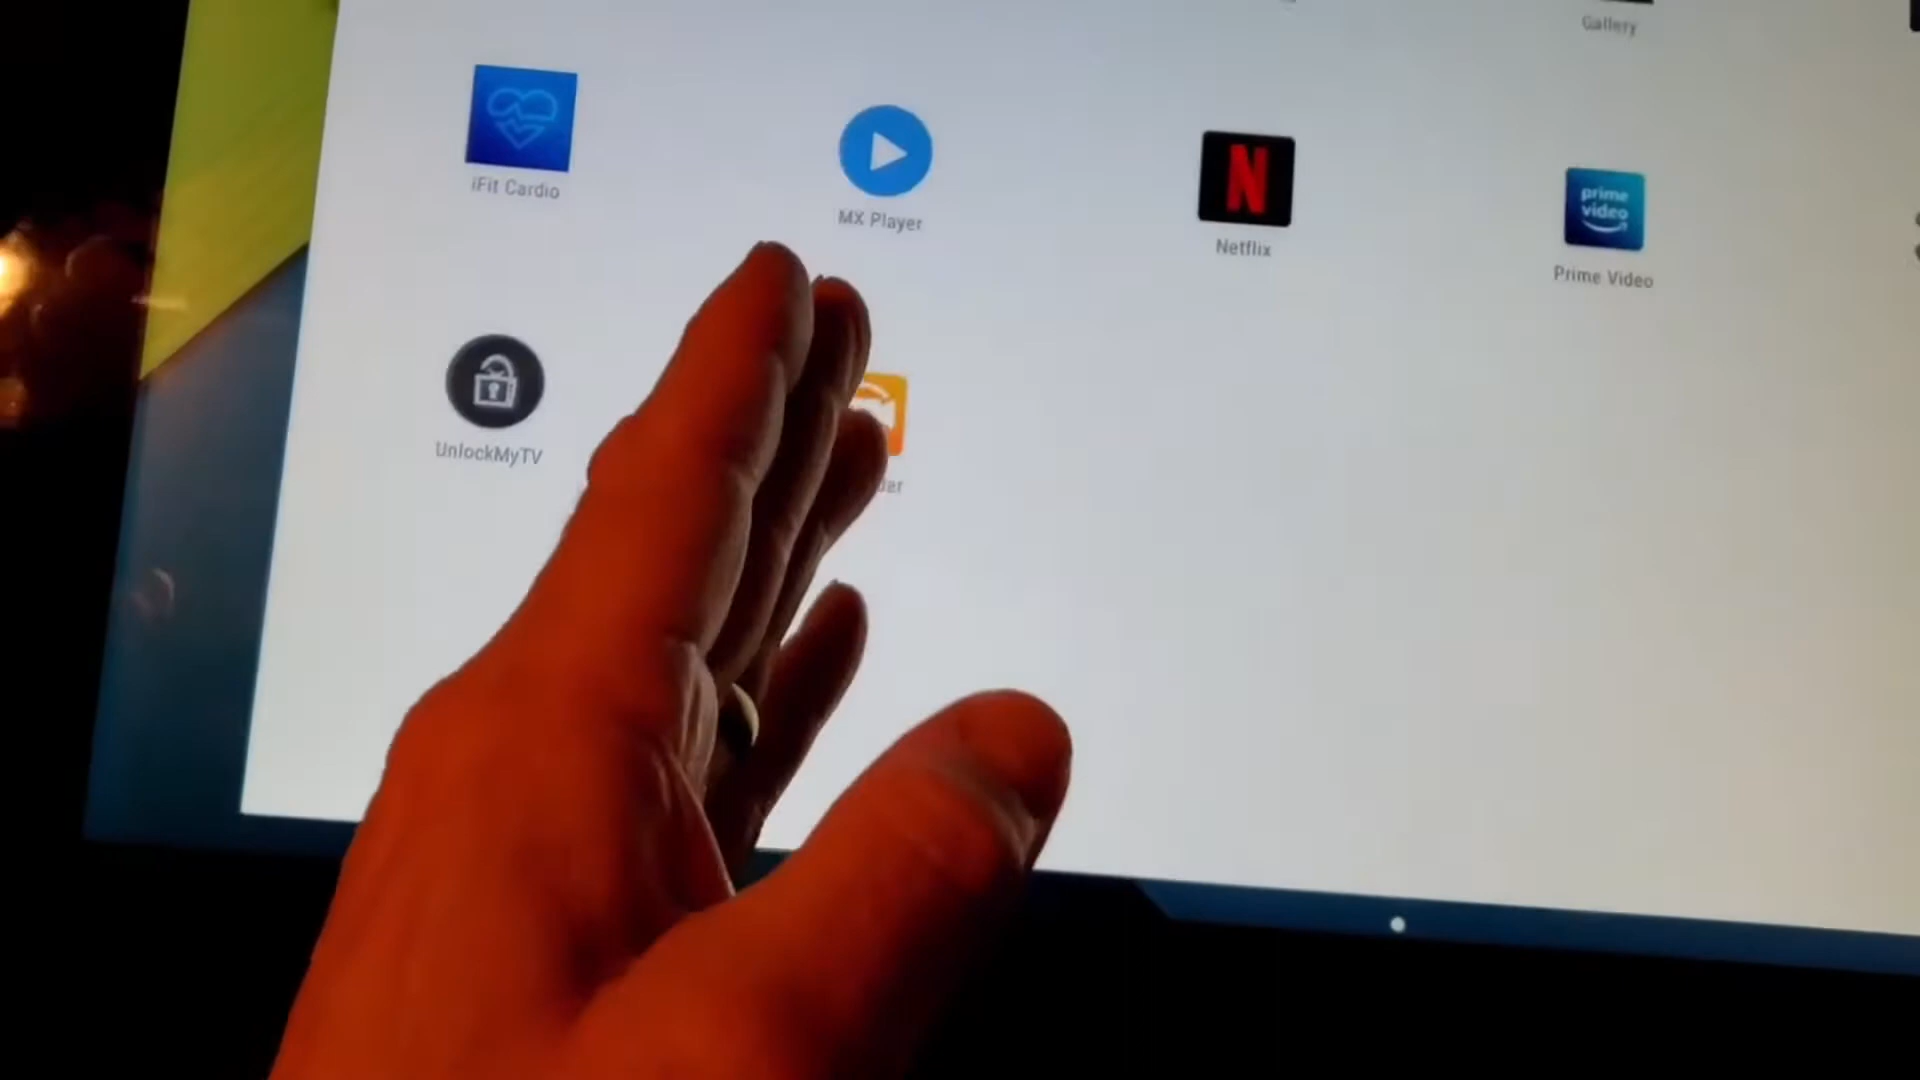 Gallery
iFit Cardio
MX Player
N
Netflix
prime
video
Prime Video
UnlockMyTV